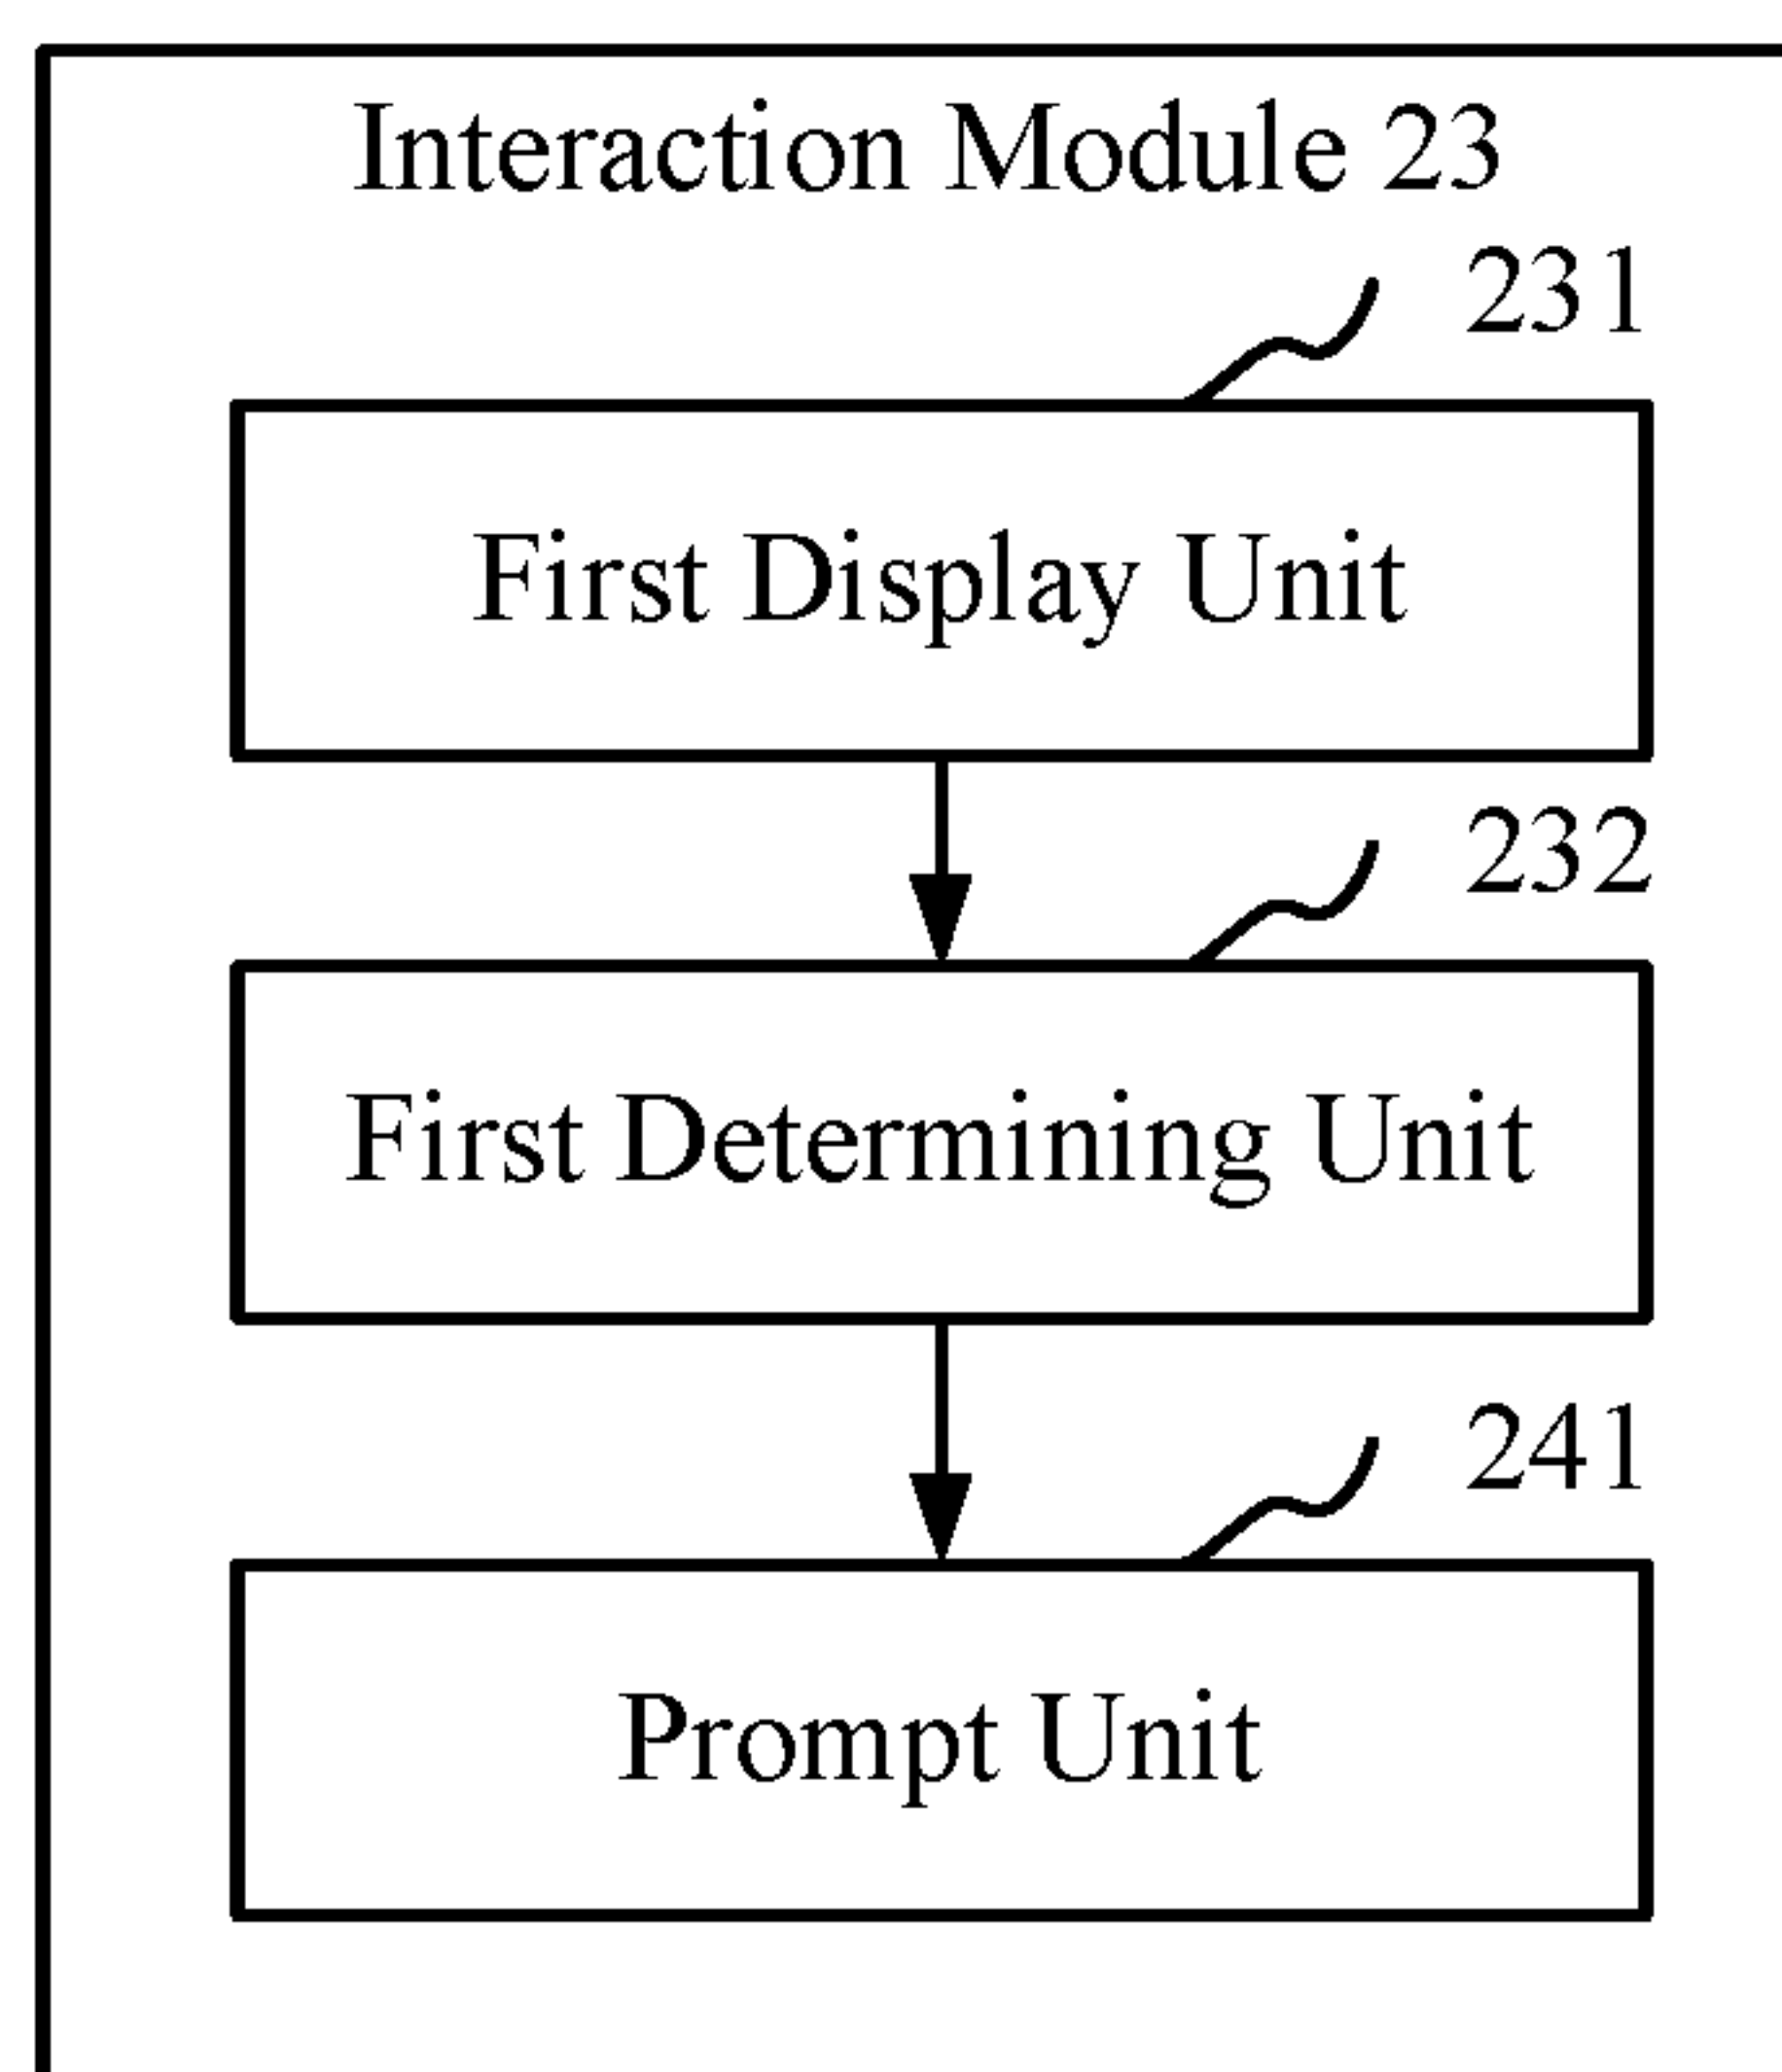 Interaction Module 23
231
First Display Unit
232
First Determining Unit
241
Prompt Unit